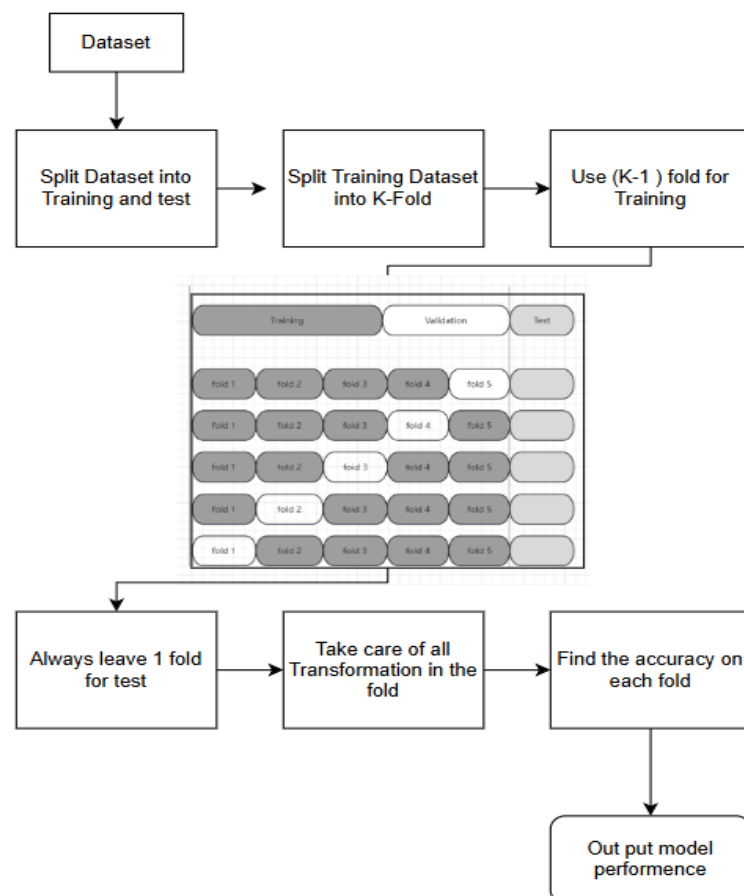 Dataset
Split Dataset into
Training and test
Split Training Dataset
into K-Fold
Use (K-1 ) fold for
Training
Training
Validation
Test
fold 1 fold 2 fold 3 fold 4 fold 5
fold 1 fold 2 fold 3 fold 4 fold 5
fold 1 fold 2 fold 3 fold 4 fold 5
fold 1 fold 2 fold 3 fold 4 fold 5
fold 1 fold 2 fold 3 fold 4 fold 5
Always leave 1 fold
for test
Take care of all
Transformation in the
fold
Find the accuracy on
each fold
Out put model
performence